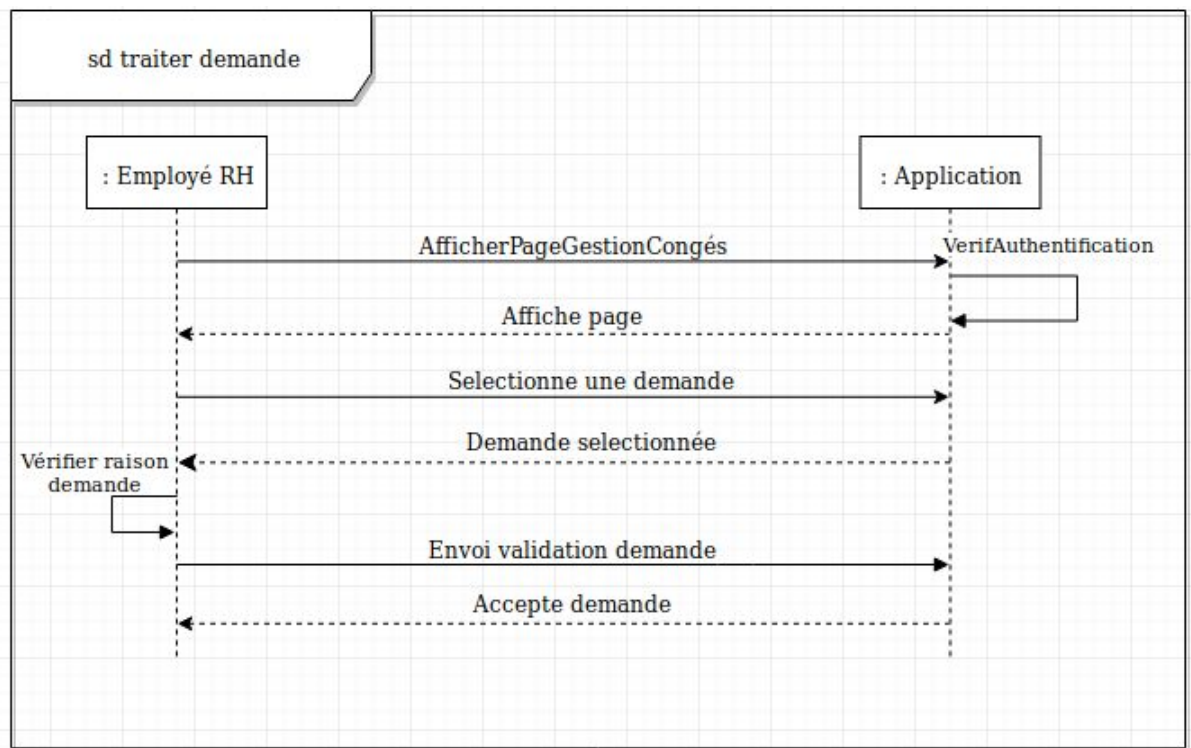 sd traiter demande
: Employé RH
: Application
AfficherPageGestionCongés
VerifAuthentification
Affiche page
Selectionne une demande
Demande selectionnée
Vérifier raison
demande
Envoi validation demande
Accepte demande